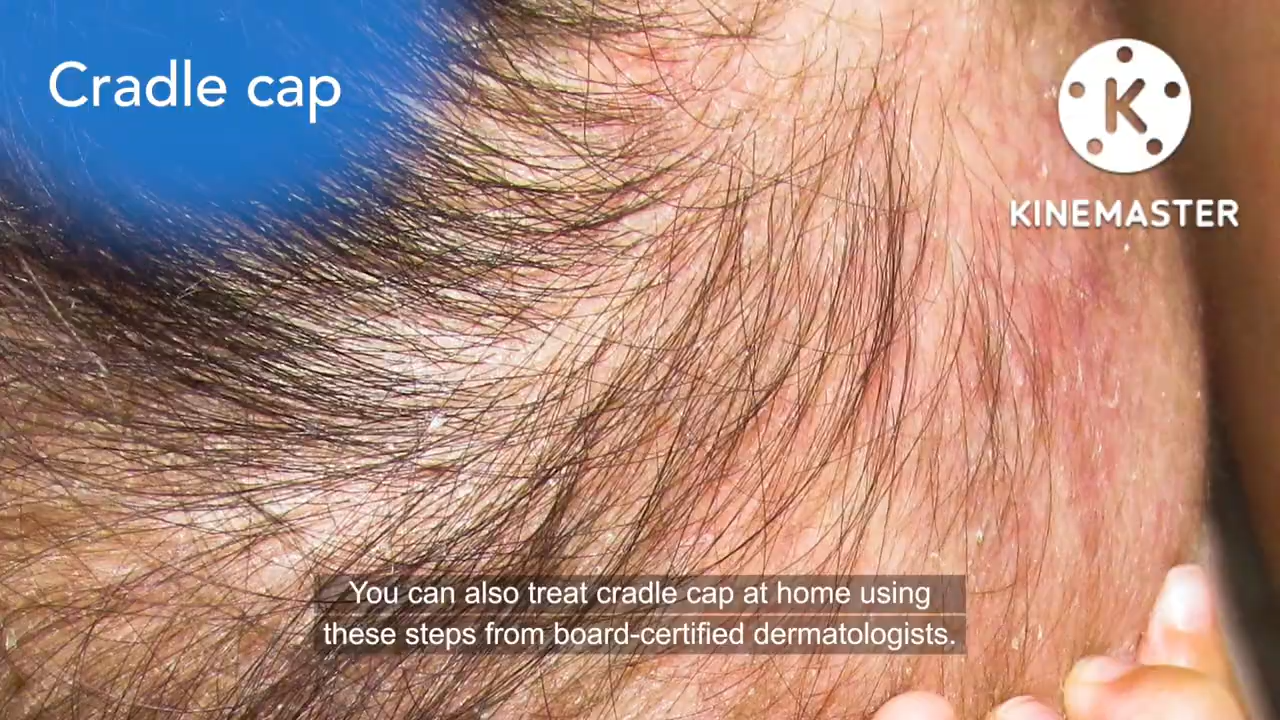 Cradle cap
K
KINEMASTER
You can also treat cradle cap at home using
these steps from board-certified dermatologists.